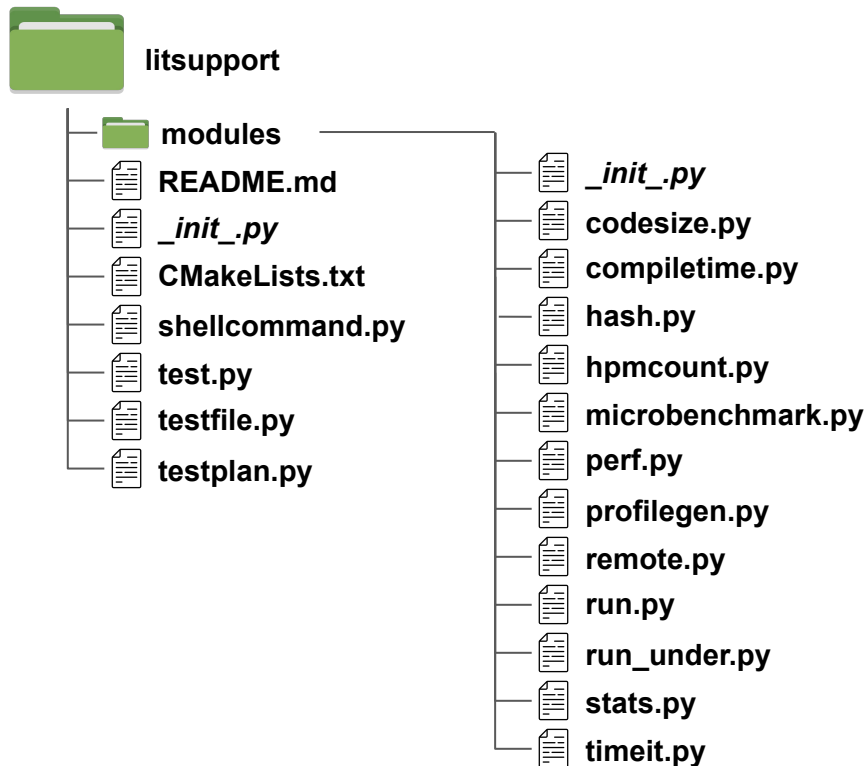 litsupport
modules
README.md
_init_.py
CMakeLists.txt
shellcommand.py
test.py
testfile.py
testplan.py
_init_.py
codesize.py
compiletime.py
hash.py
hpmcount.py
microbenchmark.py
perf.py
profilegen.py
remote.py
run.py
run_under.py
stats.py
timeit.py